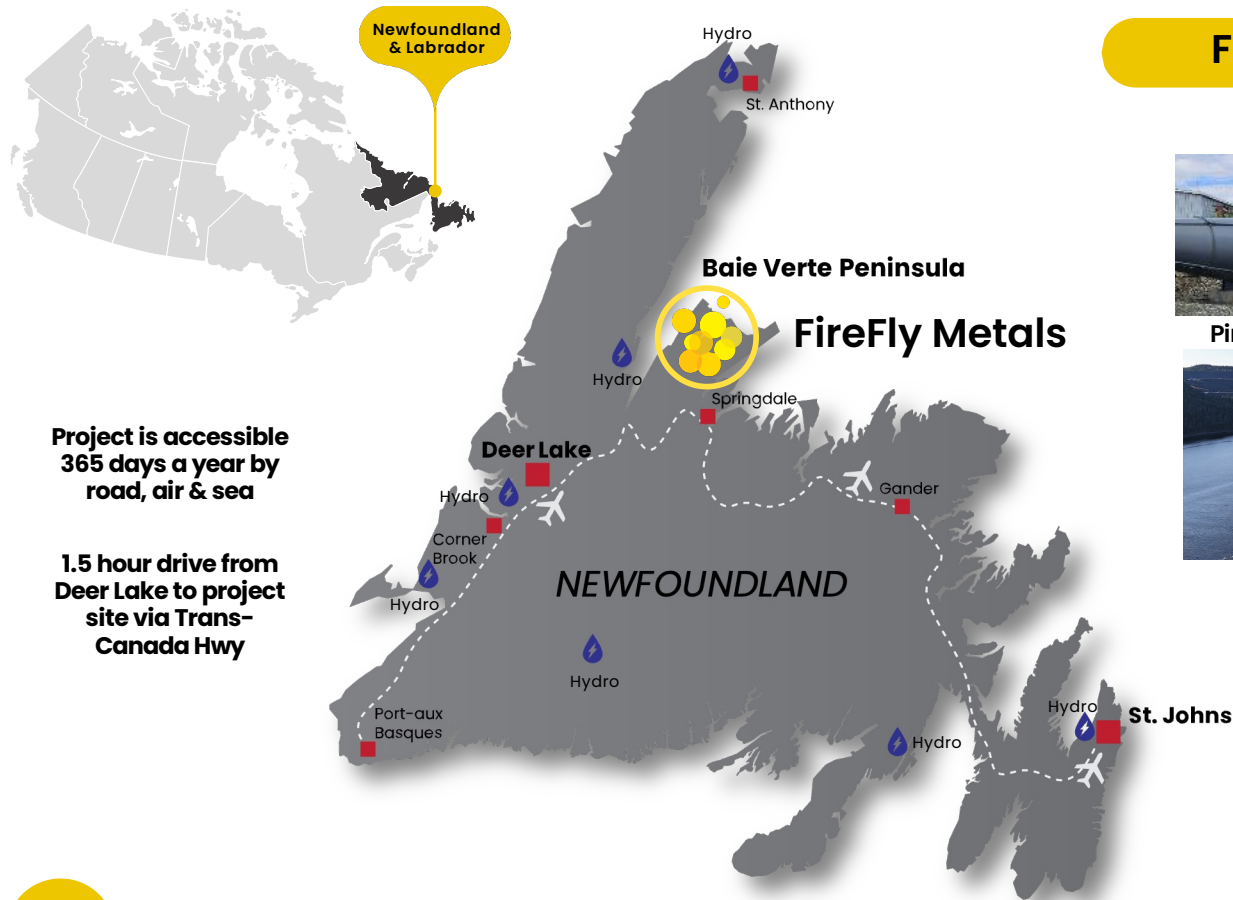 Newfoundland
& Labrador
Hydro
St. Anthony
Baie Verte Peninsula
FireFly Metals
Hydro
Springdale
Project is accessible
365 days a year by
road, air & sea
Deer Lake
Hydro
Gander
Corner
Brook
1.5 hour drive from
Deer Lake to project
site via Trans-
Canada Hwy
NEWFOUNDLAND
Hydro
Hydro
Port-aux
Basques
Hydro
St. Johns
Hydro